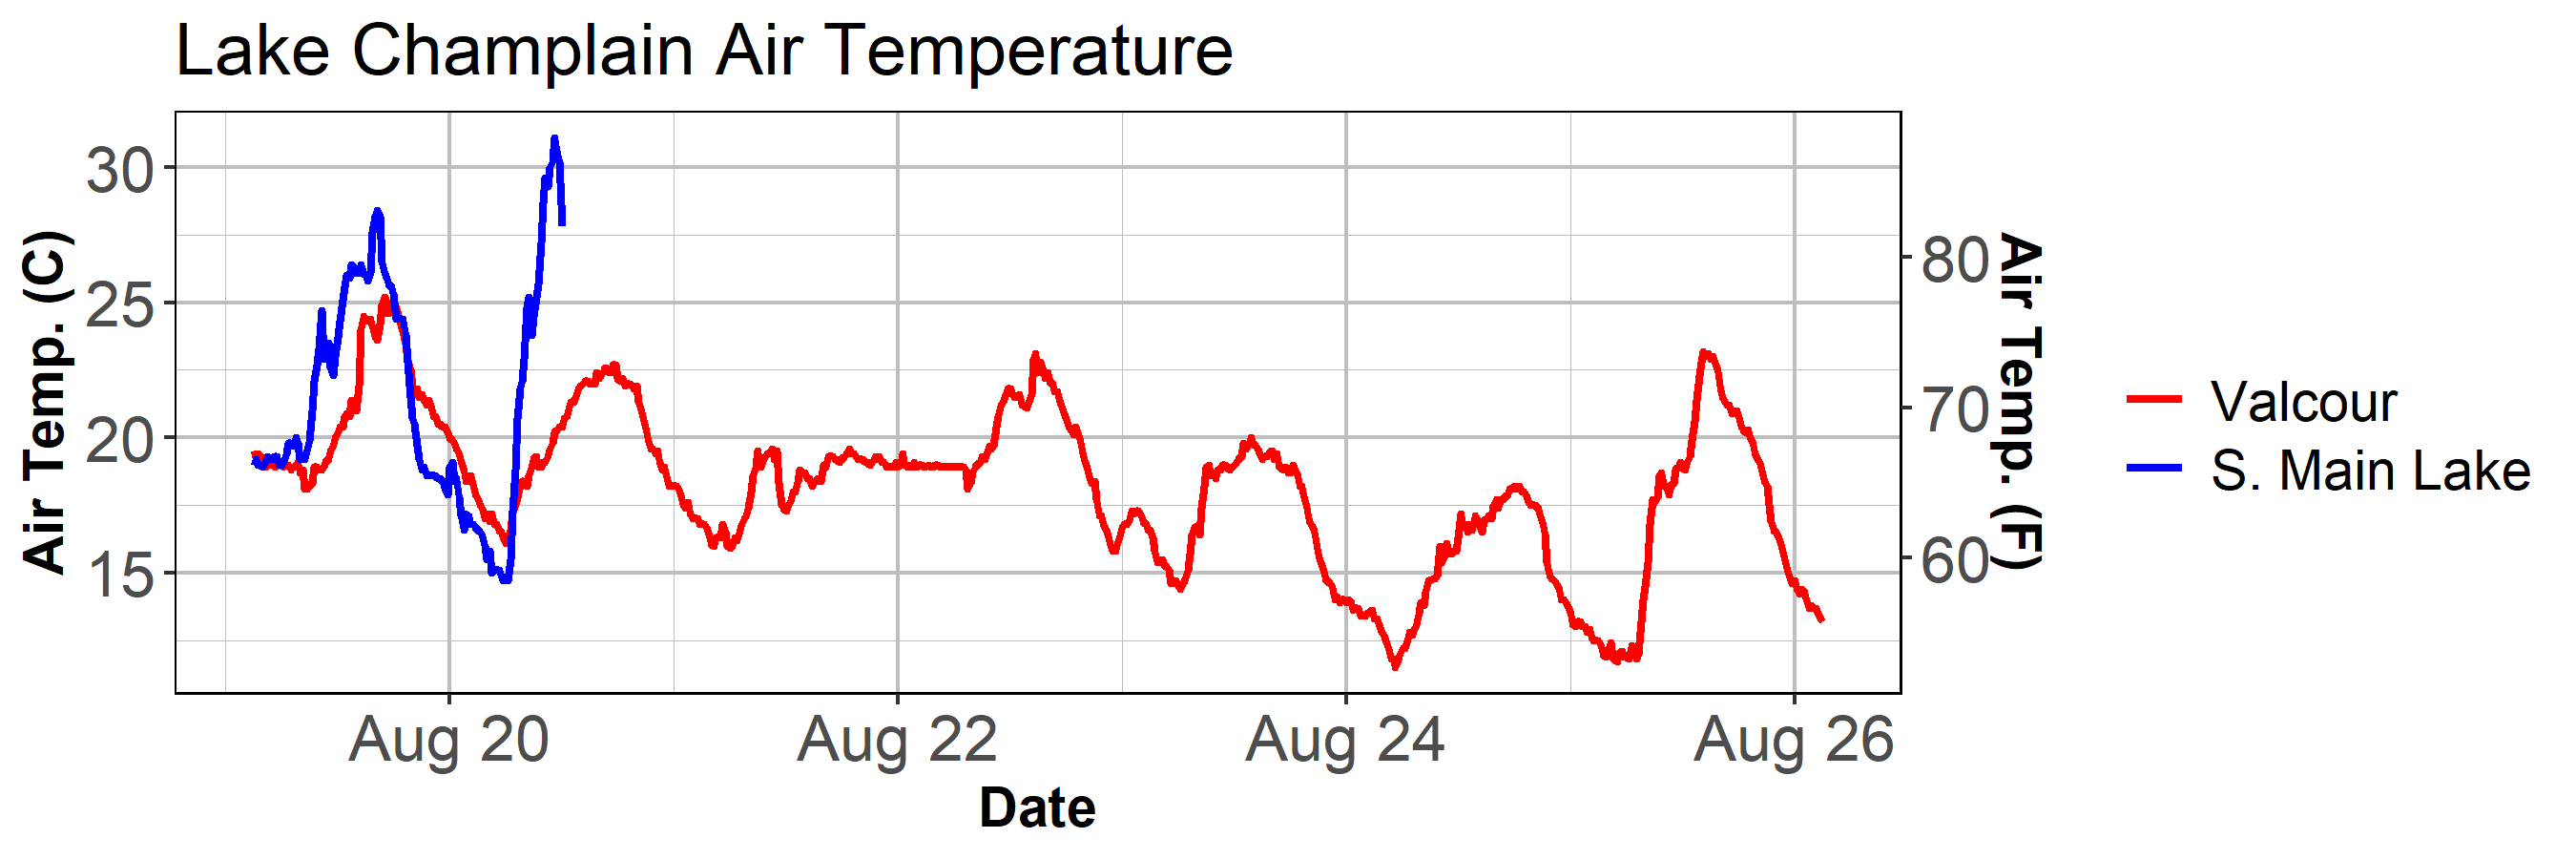 Lake Champlain Air Temperature
Air Temp. (C)
30
25
20
15
80
70
60
Air Temp. (F)
Valcour
S. Main Lake
Aug 20
Aug 22
Aug 24
Aug 26
Date